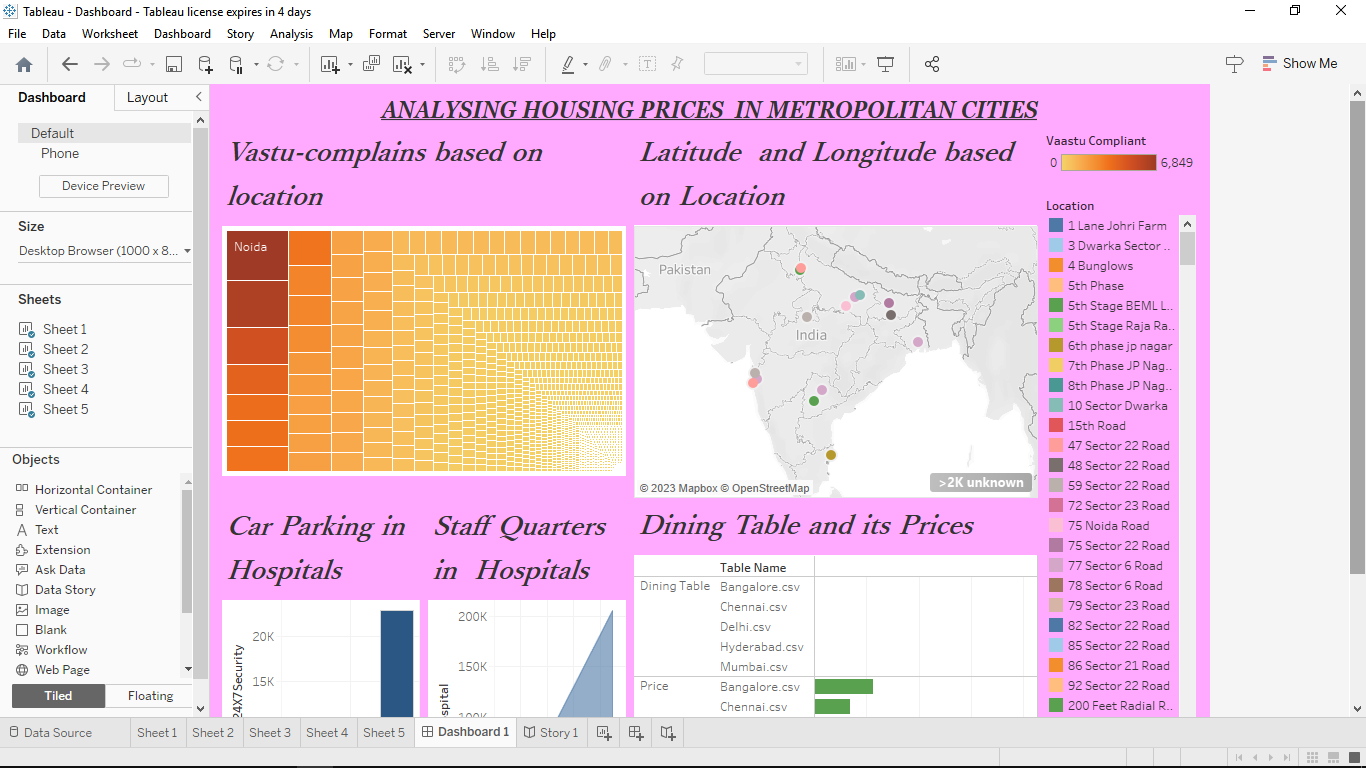 Tableau - Dashboard - Tableau license expires in 4 days
File Data Worksheet Dashboard Story Analysis Map Format Server Window Help
Show Me
Dashboard Layout
Default
Phone
Device Preview
Size
Desktop Browser (1000 x 8...
Sheets
Sheet 1
Sheet 2
Sheet 3
Sheet 4
Sheet 5
Objects
Horizontal Container
Vertical Container
Text
Extension
Ask Data
Data Story
Image
Blank
Workflow
Web Page
Tiled Floating
ANALYSING HOUSING PRICES IN METROPOLITAN CITIES
Vastu-complains based on
location
Noida
Latitude and Longitude based
on Location
Pakistan
India
© 2023 Mapbox © OpenStreetMap
>2K unknown
Vaastu Compliant
0 6,849
Location
1 Lane Johri Farm
3 Dwarka Sector ..
4 Bunglows
5th Phase
5th Stage BEML L..
5th Stage Raja Ra..
6th phase jp nagar
7th Phase JP Nag..
8th Phase JP Nag..
10 Sector Dwarka
15th Road
47 Sector 22 Road
48 Sector 22 Road
59 Sector 22 Road
72 Sector 23 Road
75 Noida Road
75 Sector 22 Road
77 Sector 6 Road
78 Sector 6 Road
79 Sector 23 Road
82 Sector 22 Road
85 Sector 22 Road
86 Sector 21 Road
92 Sector 22 Road
200 Feet Radial R..
Car Parking in
Hospitals
20K
15K
24X7Security
Staff Quarters
in Hospitals
200K
150K
100K
spital
Dining Table and its Prices
Table Name
Dining Table Bangalore.csv
Chennai.csv
Delhi.csv
Hyderabad.csv
Mumbai.csv
Price Bangalore.csv
Chennai.csv
Data Source Sheet 1 Sheet 2 Sheet 3 Sheet 4 Sheet 5 Dashboard 1 Story 1